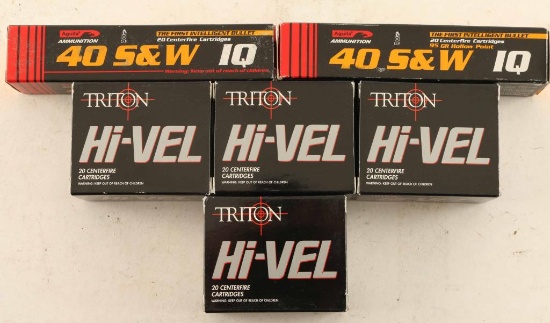 AMMUNITION
THE FIRST INTELLIGENT BULLET
20 Centerfire Cartridges
40 S&W IQ
Warning: Keep out of reach of children.
AMMUNITION
THE FIRST INTELLIGENT BULLET
20 Centerfire Cartridges
95 GR Hollow Point
40 S&W IQ
TRITON
Hi-VEL
20 CENTERFIRE
CARTRIDGES
WARNING: KEEP OUT OF REACH OF CHILDREN
TRITON
Hi-VEL
20 CENTERFIRE
CARTRIDGES
WARNING: KEEP OUT OF REACH OF CHILDREN
TRITON
Hi-VEL
20 CENTERFIRE
CARTRIDGES
WARNING: KEEP OUT OF REACH OF CHILDREN
TRITON
Hi-VEL
20 CENTERFIRE
CARTRIDGES
WARNING: KEEP OUT OF REACH OF CHILDREN